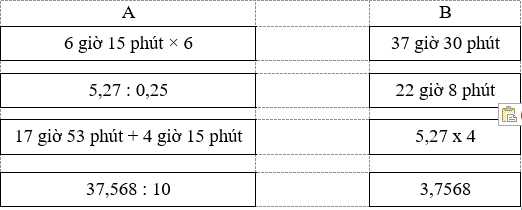 A B
6 giờ 15 phút × 6 37 giờ 30 phút
5,27 : 0,25 22 giờ 8 phút
17 giờ 53 phút + 4 giờ 15 phút 5,27 x 4
37,568 : 10 3,7568